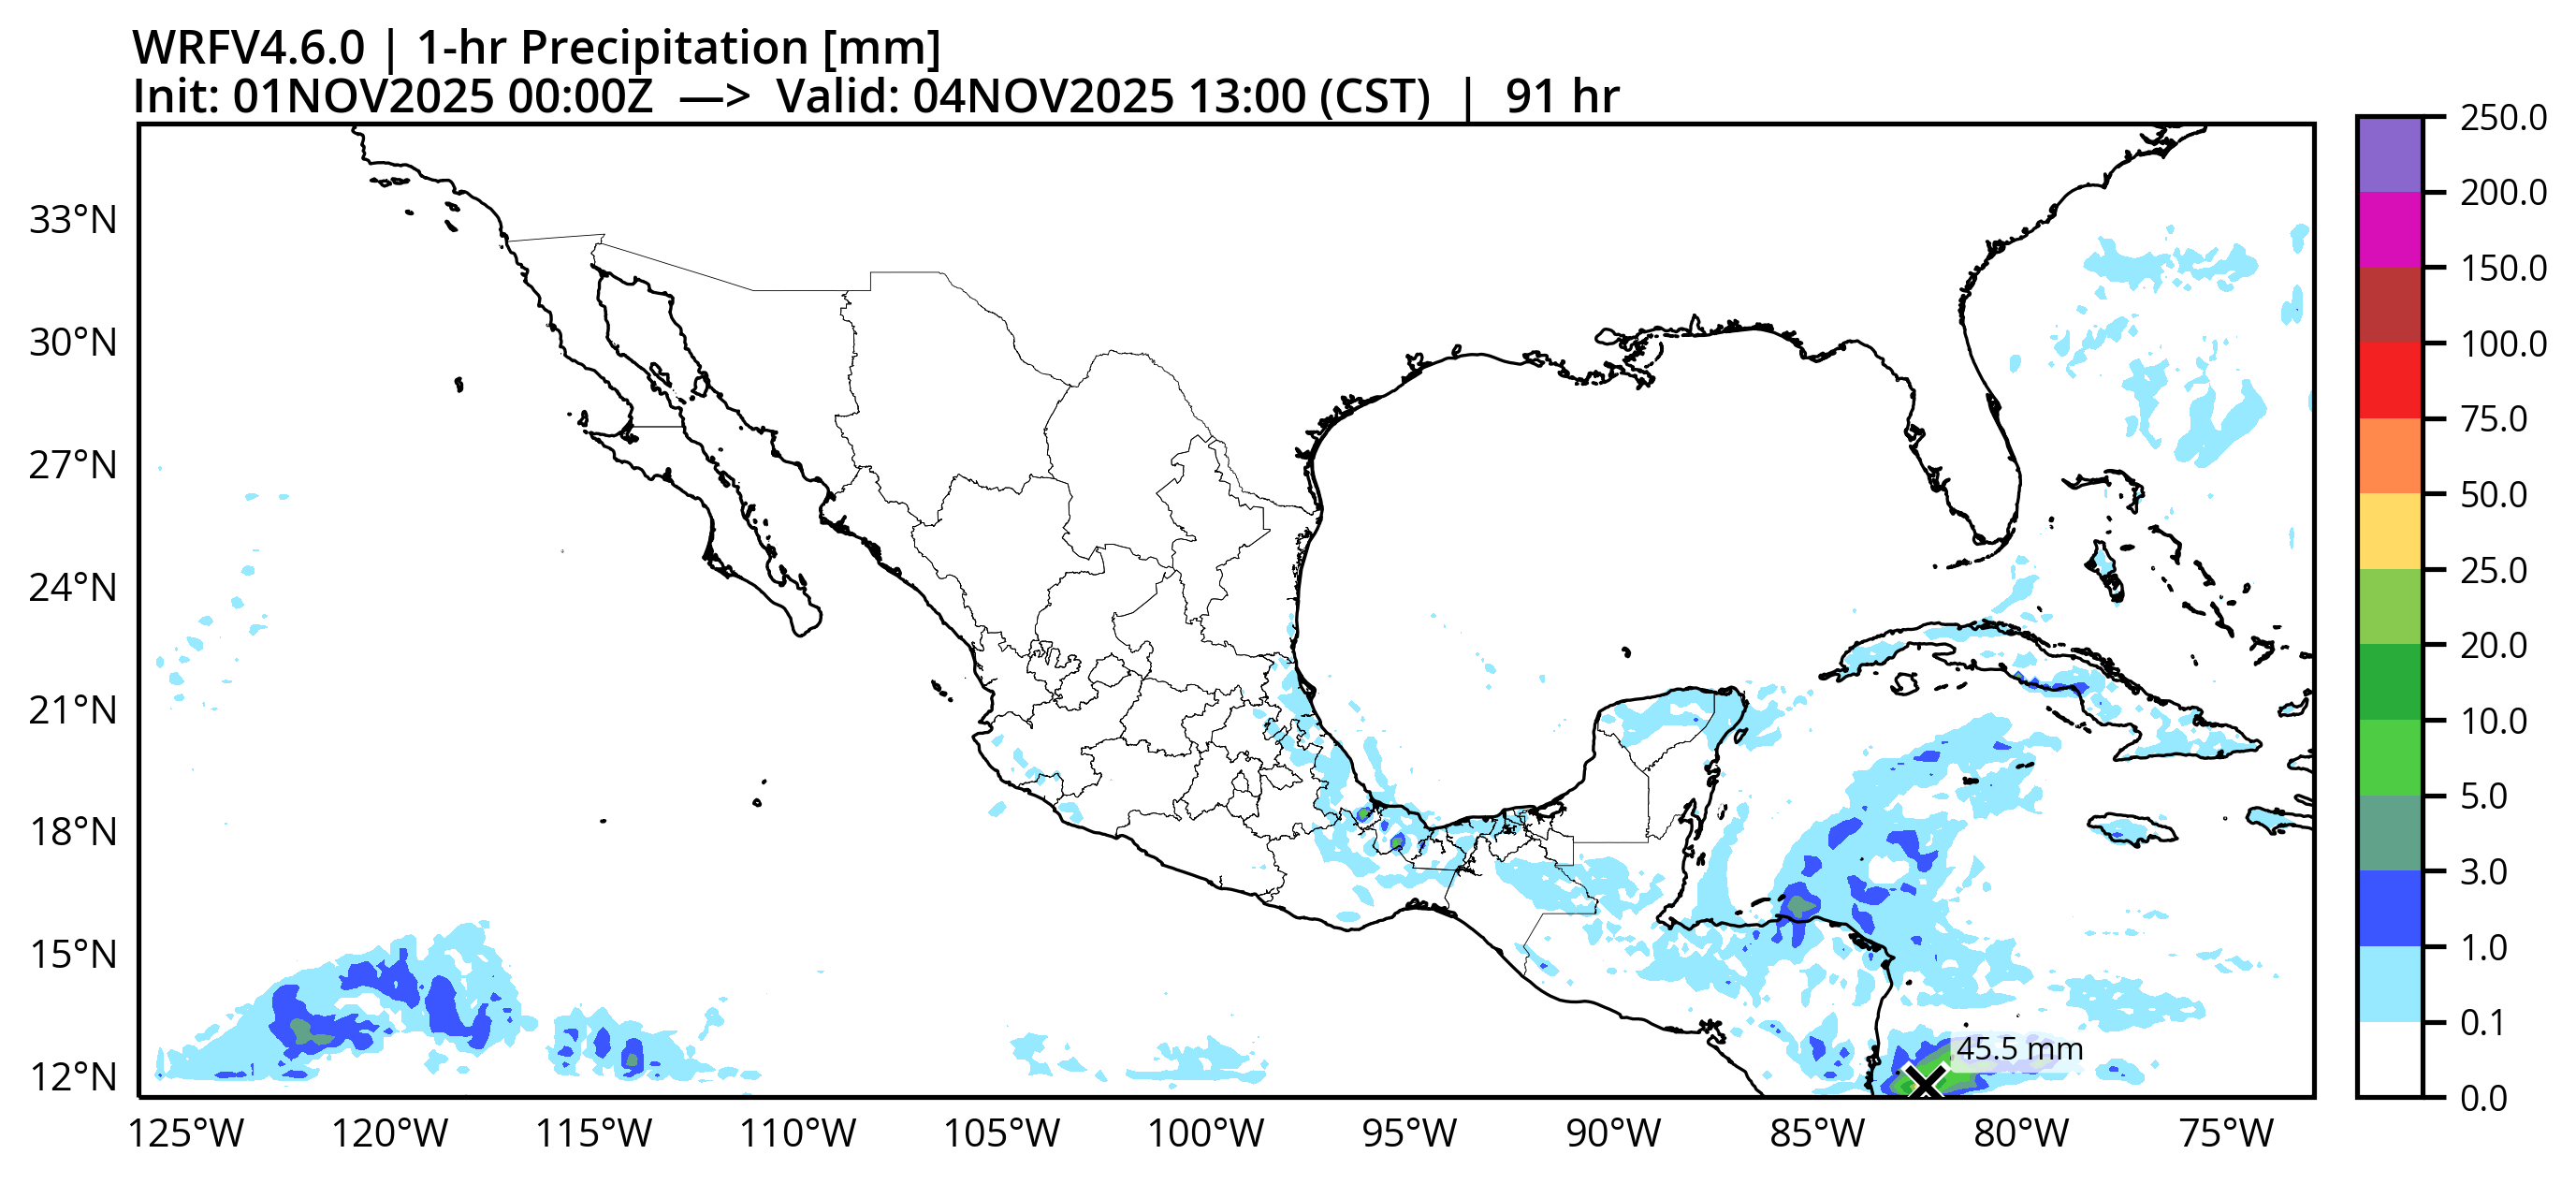 WRFV4.6.0 | 1-hr Precipitation [mm]
Init: 01NOV2025 00:00Z —> Valid: 04NOV2025 13:00 (CST) | 91 hr
33°N
30°N
27°N
24°N
21°N
18°N
15°N
12°N
125°W 120°W 115°W 110°W 105°W 100°W 95°W 90°W 85°W 80°W 75°W
45.5 mm
250.0
200.0
150.0
100.0
75.0
50.0
25.0
20.0
10.0
5.0
3.0
1.0
0.1
0.0